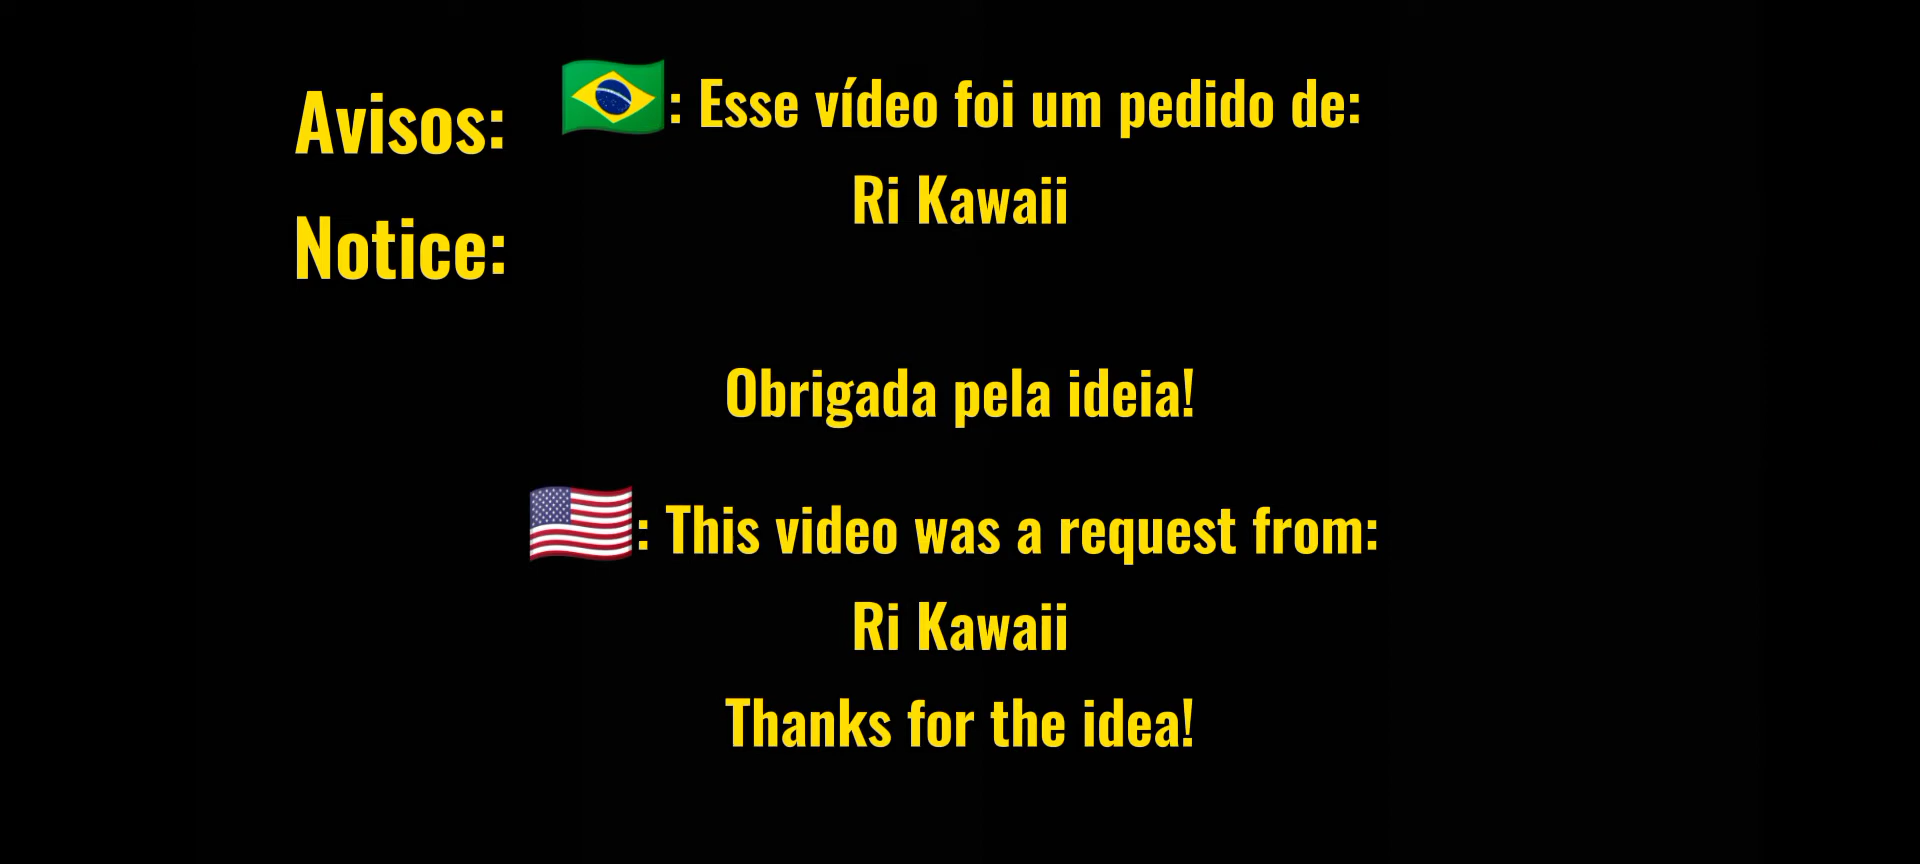 Avisos:
Notice:
🇧🇷: Esse vídeo foi um pedido de:
Ri Kawaii
Obrigada pela ideia!
🇺🇸: This video was a request from:
Ri Kawaii
Thanks for the idea!